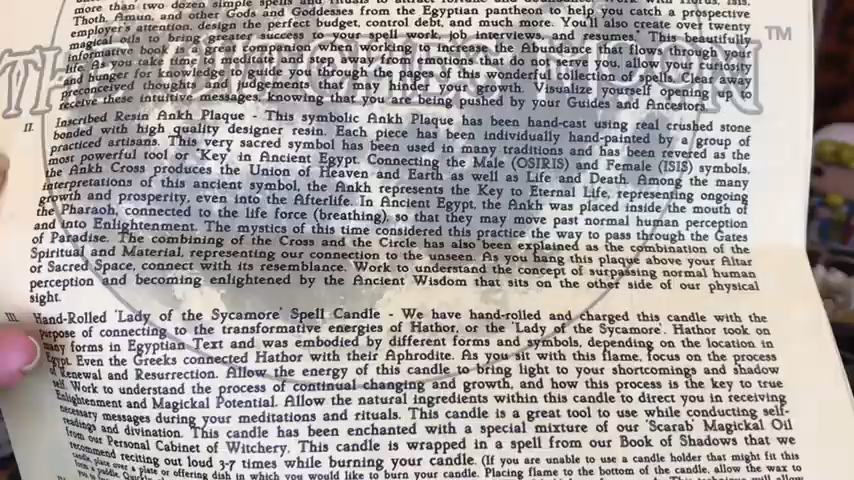 more than two dozen simple spells and rituals to attract fortune and abundance. Work with Horus, Isis,
Thoth, Amun, and other Gods and Goddesses from the Egyptian pantheon to help you catch a prospective
employer's attention, design the perfect budget, control debt, and much more. You'll also create over twenty
magical oils to bring greater success to your spell work, job interviews, and resumes." This beautifully
informative book is a great companion when working to increase the Abundance that flows through your
life. As you take time to meditate and step away from emotions that do not serve you, allow your curiosity
and hunger for knowledge to guide you through the pages of this wonderful collection of spells. Clear away
preconceived thoughts and judgements that may hinder your growth. Visualize yourself opening up to
receive these intuitive messages, knowing that you are being pushed by your Guides and Ancestors.
THE WITCH'S MOON ™
II. Inscribed Resin Ankh Plaque - This symbolic Ankh Plaque has been hand-cast using real crushed stone
bonded with high quality designer resin. Each piece has been individually hand-painted by a group of
practiced artisans. This very sacred symbol has been used in many traditions and has been revered as the
most powerful tool or "Key" in Ancient Egypt. Connecting the Male (OSIRIS) and Female (ISIS) symbols,
the Ankh Cross produces the Union of Heaven and Earth as well as Life and Death. Among the many
interpretations of this ancient symbol, the Ankh represents the Key to Eternal Life, representing ongoing
growth and prosperity, even into the Afterlife. In Ancient Egypt, the Ankh was placed inside the mouth of
the Pharaoh, connected to the life force (breathing), so that they may move past normal human perception
and into Enlightenment. The mystics of this time considered this practice the way to pass through the Gates
of Paradise. The combining of the Cross and the Circle has also been explained as the combination of the
Spiritual and Material, representing our connection to the unseen. As you hang this plaque above your Altar
or Sacred Space, connect with its resemblance. Work to understand the concept of surpassing normal human
perception and becoming enlightened by the Ancient Wisdom that sits on the other side of our physical
sight.
III. Hand-Rolled 'Lady of the Sycamore' Spell Candle - We have hand-rolled and charged this candle with the
purpose of connecting to the transformative energies of Hathor, or the 'Lady of the Sycamore'. Hathor took on
many forms in Egyptian Text and was embodied by different forms and symbols, depending on the location in
Egypt. Even the Greeks connected Hathor with their Aphrodite. As you sit with this flame, focus on the process
of Renewal and Resurrection. Allow the energy of this candle to bring light to your shortcomings and shadow
self. Work to understand the process of continual changing and growth, and how this process is the key to true
Enlightenment and Magickal Potential. Allow the natural ingredients within this candle to direct you in receiving
necessary messages during your meditations and rituals. This candle is a great tool to use while conducting self-
readings and divination. This candle has been enchanted with a special mixture of our 'Scarab' Magickal Oil
from our Personal Cabinet of Witchery. This candle is wrapped in a spell from our Book of Shadows that we
recommend reciting out loud 3-7 times while burning your candle. (If you are unable to use a candle holder that might fit this
candle, place over a plate or offering dish in which you would like to burn your candle. Placing flame to the bottom of the candle, allow the wax to
form a puddle. Quickly